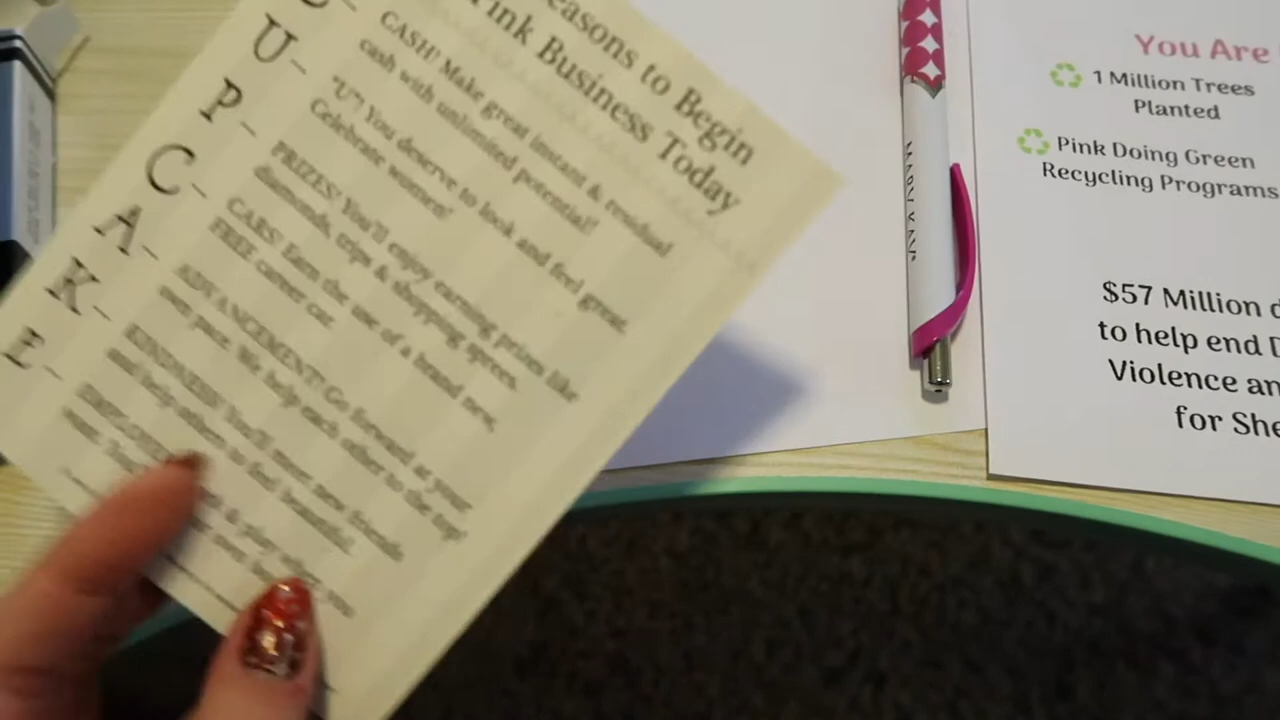 easons to Begin
ink Business Today
C-
CASH! Make great instant & residual
cash with unlimited potential!
U-
"U"! You deserve to look and feel great.
Celebrate women!
P-
PRIZES! You'll enjoy earning prizes like
diamonds, trips & shopping sprees.
C-
CARS! Earn the use of a brand new,
FREE career car.
A-
ADVANCEMENT! Go forward at your
own pace. We help each other to the top!
K-
KINDNESS! You'll meet new friends
and help others to feel beautiful.
E-
MARY KAY
You Are
1 Million Trees
Planted
Pink Doing Green
Recycling Programs
$57 Million d
to help end D
Violence an
for She